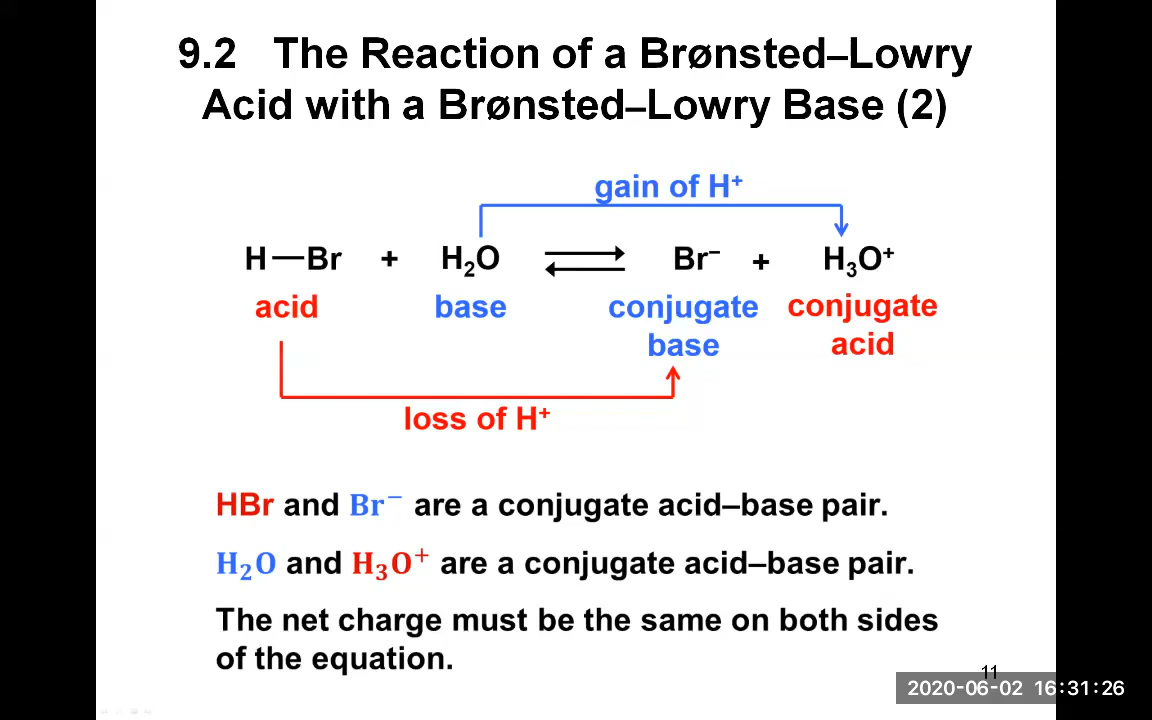 9.2 The Reaction of a Brønsted–Lowry
Acid with a Brønsted–Lowry Base (2)
gain of H⁺
H—Br + H₂O ⇌ Br⁻ + H₃O⁺
acid base conjugate base conjugate acid
loss of H⁺
HBr and Br⁻ are a conjugate acid–base pair.
H₂O and H₃O⁺ are a conjugate acid–base pair.
The net charge must be the same on both sides
of the equation.
11
2020-06-02 16:31:26